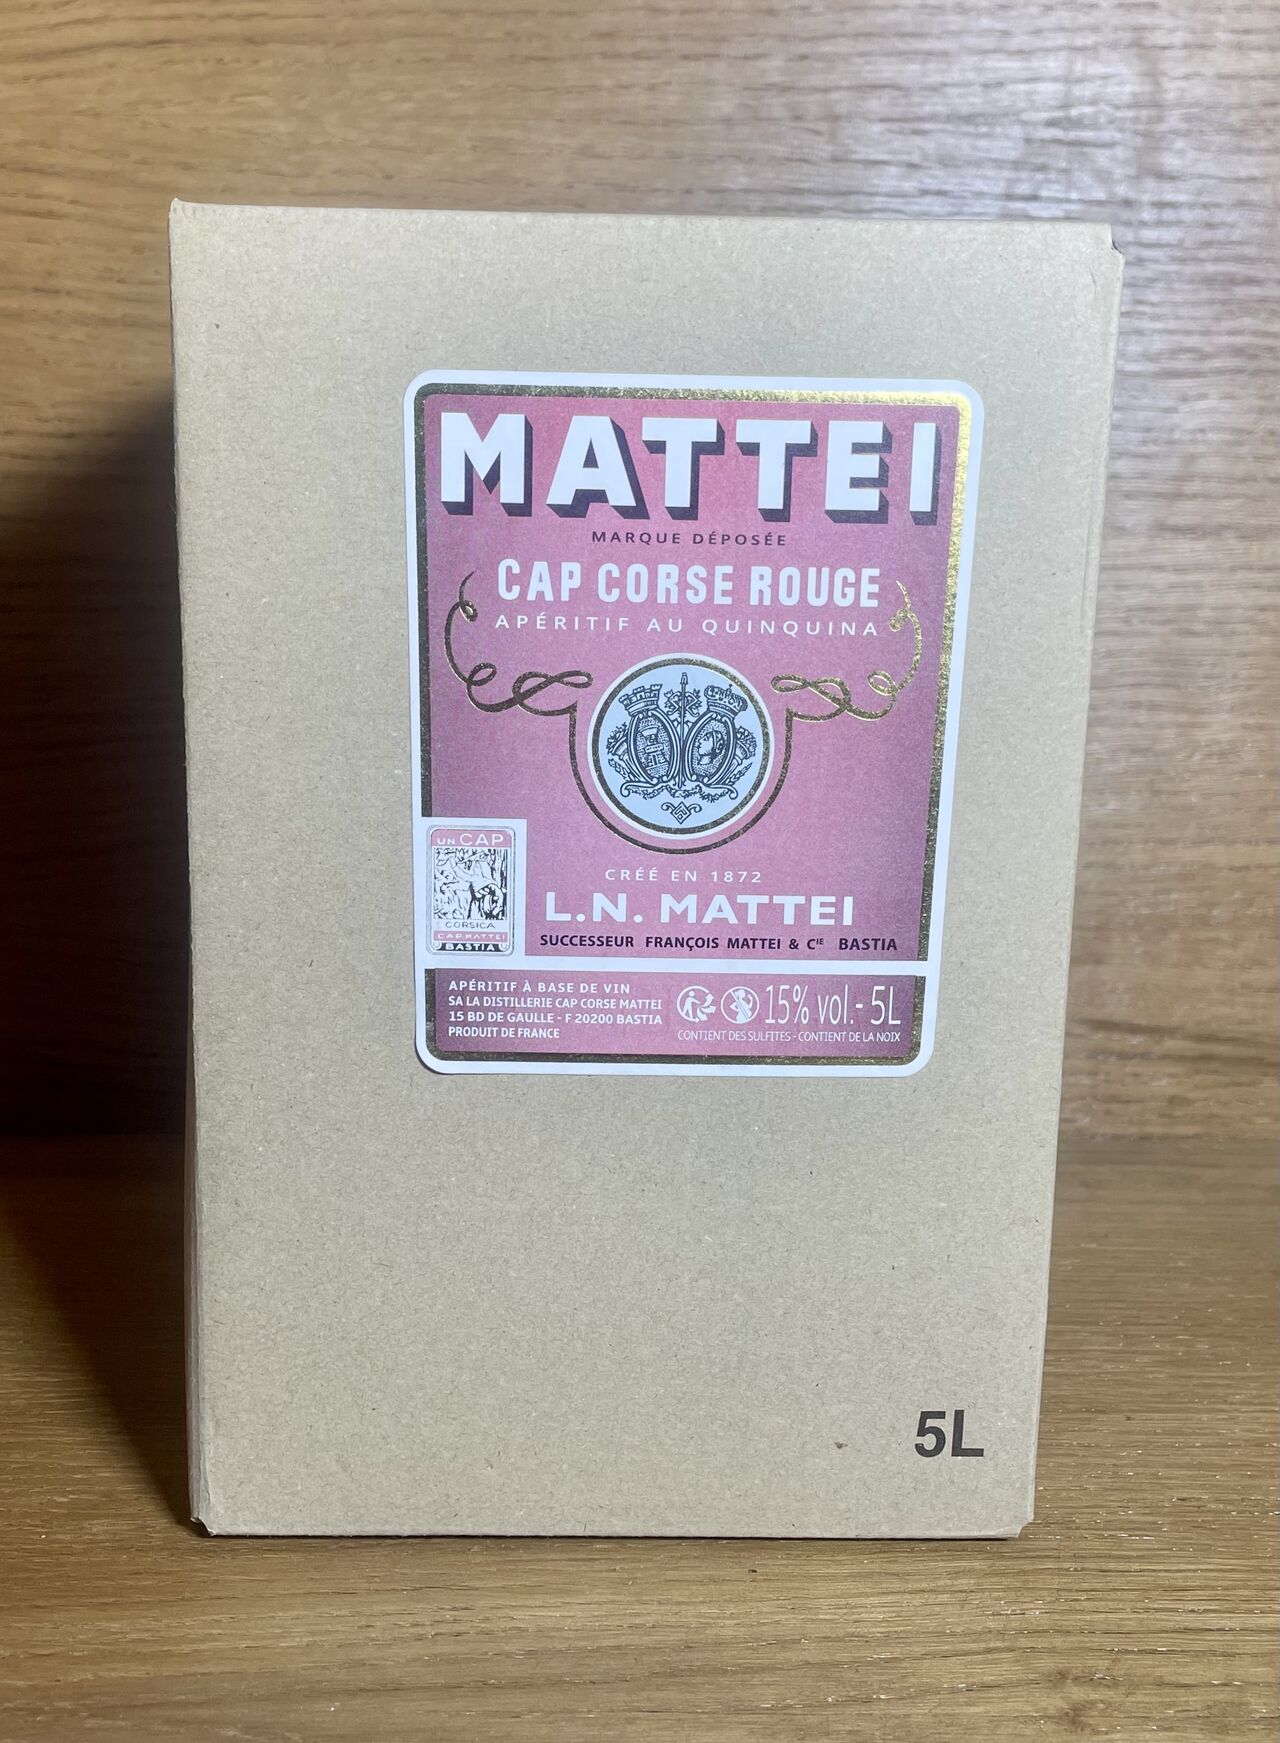 MATTEI
MARQUE DÉPOSÉE
CAP CORSE ROUGE
APÉRITIF AU QUINQUINA
UN CAP
CORSICA
CAP MATTEI
BASTIA
CRÉÉ EN 1872
L.N. MATTEI
SUCCESSEUR FRANÇOIS MATTEI & CIE BASTIA
APÉRITIF À BASE DE VIN
SA LA DISTILLERIE CAP CORSE MATTEI
15 BD DE GAULLE - F 20200 BASTIA
PRODUIT DE FRANCE
15% vol.- 5L
CONTIENT DES SULFITES - CONTIENT DE LA NOIX
5L